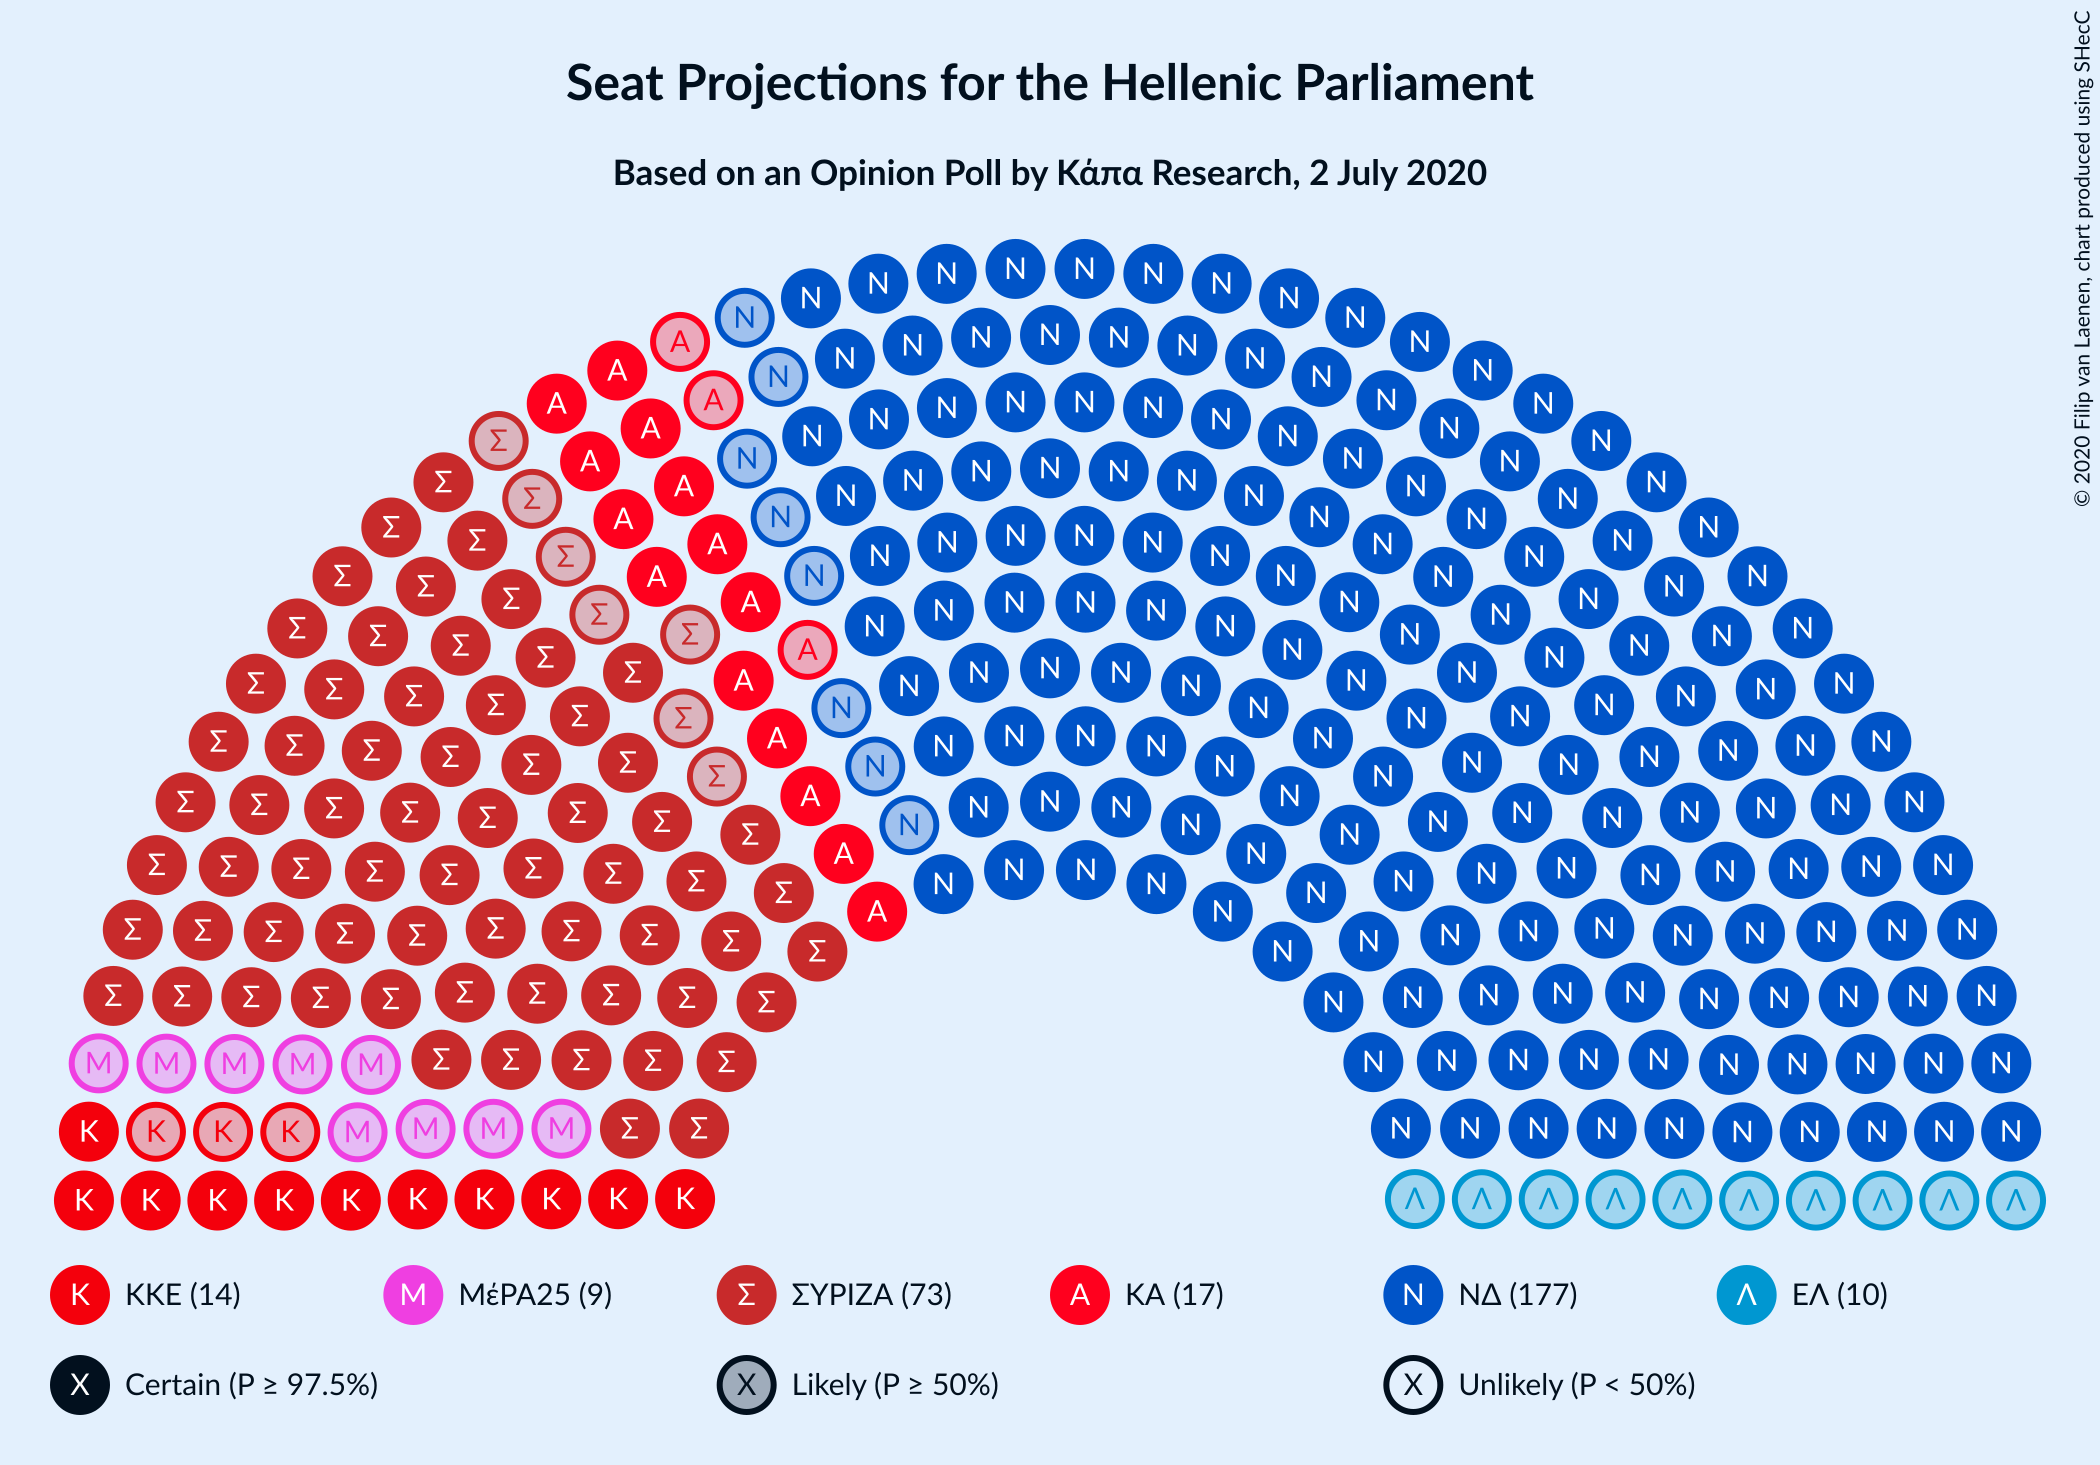 Seat Projections for the Hellenic Parliament
Based on an Opinion Poll by Κάπα Research, 2 July 2020
© 2020 Filip van Laenen, chart produced using SHecC
Κ ΚΚΕ (14)
Μ ΜέΡΑ25 (9)
Σ ΣΥΡΙΖΑ (73)
Α ΚΑ (17)
Ν ΝΔ (177)
Λ ΕΛ (10)
X Certain (P ≥ 97.5%)
X Likely (P ≥ 50%)
X Unlikely (P < 50%)